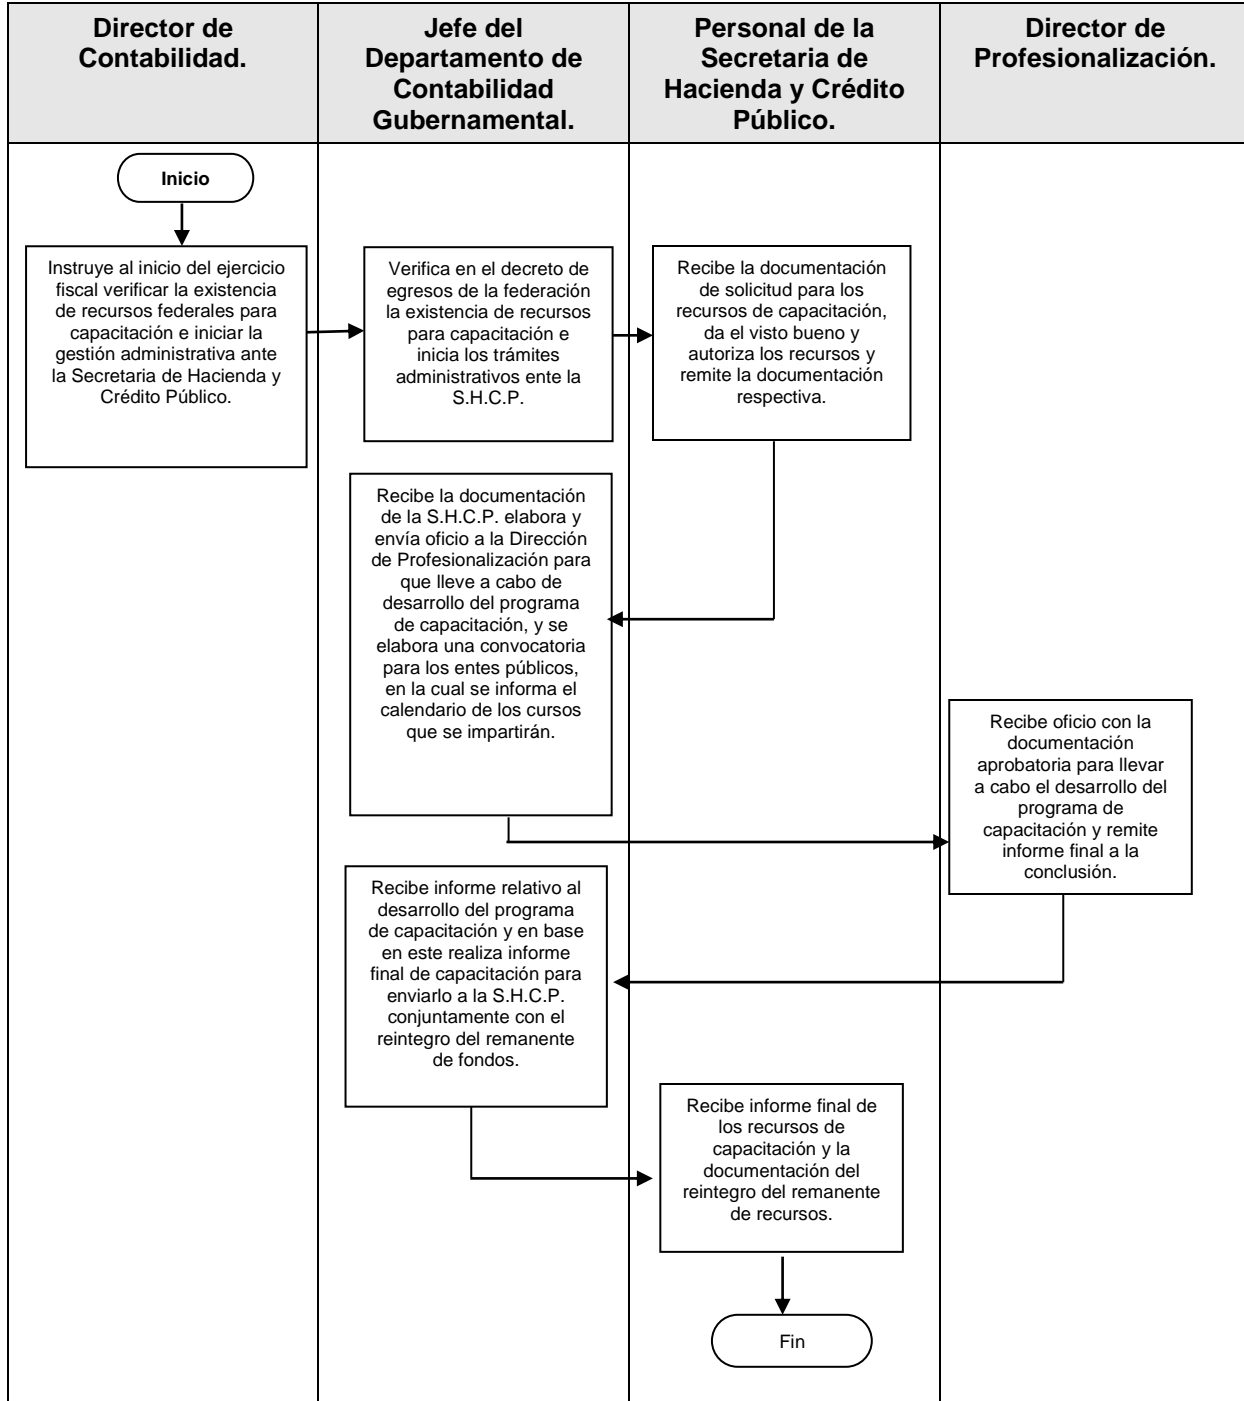 Director de
Contabilidad.
Jefe del
Departamento de
Contabilidad
Gubernamental.
Personal de la
Secretaria de
Hacienda y Crédito
Público.
Director de
Profesionalización.
Inicio
Instruye al inicio del ejercicio
fiscal verificar la existencia
de recursos federales para
capacitación e iniciar la
gestión administrativa ante
la Secretaria de Hacienda y
Crédito Público.
Verifica en el decreto de
egresos de la federación
la existencia de recursos
para capacitación e
inicia los trámites
administrativos ente la
S.H.C.P.
Recibe la documentación
de solicitud para los
recursos de capacitación,
da el visto bueno y
autoriza los recursos y
remite la documentación
respectiva.
Recibe la documentación
de la S.H.C.P. elabora y
envía oficio a la Dirección
de Profesionalización para
que lleve a cabo de
desarrollo del programa
de capacitación, y se
elabora una convocatoria
para los entes públicos,
en la cual se informa el
calendario de los cursos
que se impartirán.
Recibe oficio con la
documentación
aprobatoria para llevar
a cabo el desarrollo del
programa de
capacitación y remite
informe final a la
conclusión.
Recibe informe relativo al
desarrollo del programa
de capacitación y en base
en este realiza informe
final de capacitación para
enviarlo a la S.H.C.P.
conjuntamente con el
reintegro del remanente
de fondos.
Recibe informe final de
los recursos de
capacitación y la
documentación del
reintegro del remanente
de recursos.
Fin